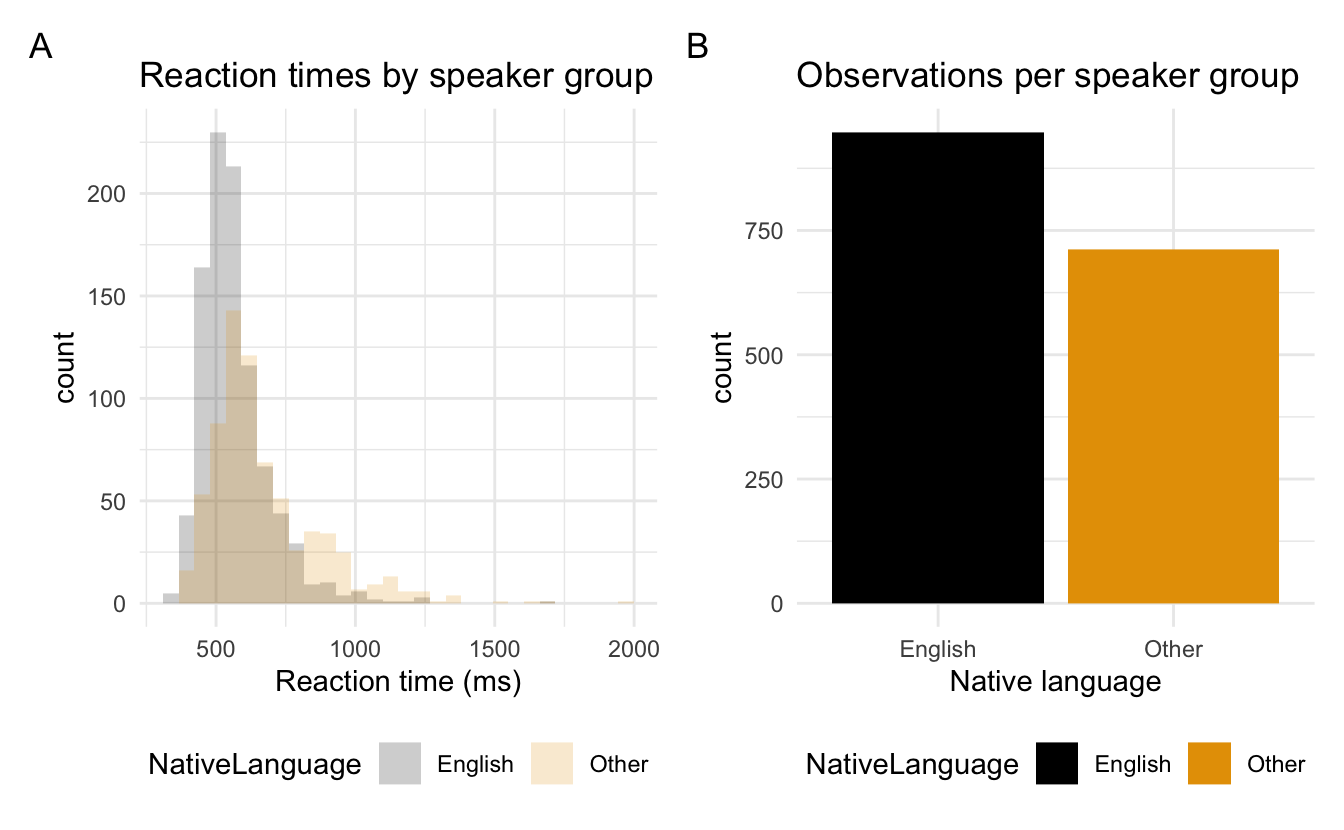 A
Reaction times by speaker group
200
150
100
50
0
count
500 1000 1500 2000
Reaction time (ms)
NativeLanguage English Other
B
Observations per speaker group
750
500
250
0
count
English Other
Native language
NativeLanguage English Other